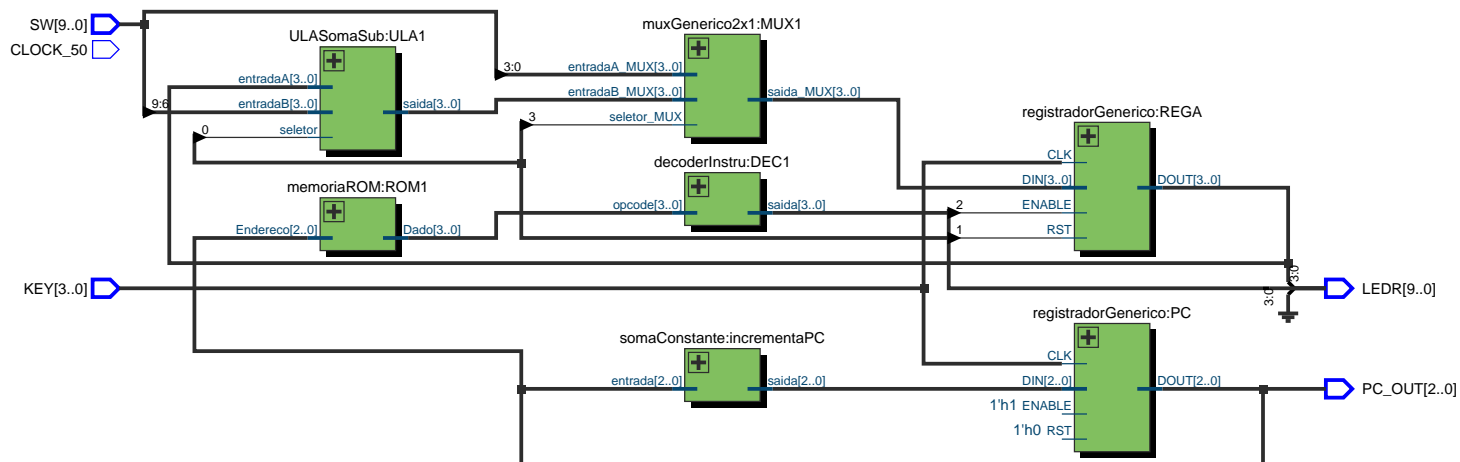 SW[9..0]
CLOCK_50
9:6
0
ULASomaSub:ULA1
entradaA[3..0]
entradaB[3..0]
seletor
saida[3..0]
3:0
3
muxGenerico2x1:MUX1
entradaA_MUX[3..0]
entradaB_MUX[3..0]
seletor_MUX
saida_MUX[3..0]
memoriaROM:ROM1
Endereco[2..0]
Dado[3..0]
decoderInstru:DEC1
opcode[3..0]
saida[3..0]
2
1
registradorGenerico:REGA
CLK
DIN[3..0]
ENABLE
RST
DOUT[3..0]
3:0
3:0
KEY[3..0]
LEDR[9..0]
somaConstante:incrementaPC
entrada[2..0]
saida[2..0]
registradorGenerico:PC
CLK
DIN[2..0]
1'h1 ENABLE
1'h0 RST
DOUT[2..0]
PC_OUT[2..0]